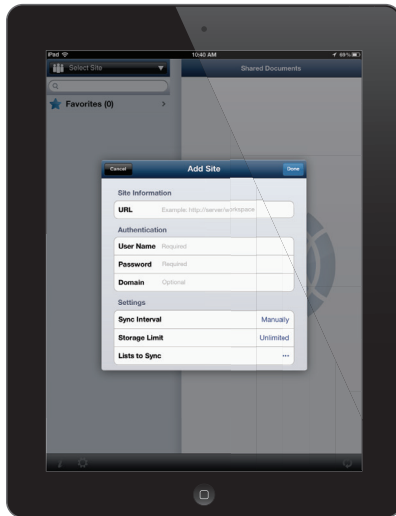 iPad 10:40 AM 69%
Select Site ▼ Shared Documents
Favorites (0) >
Cancel Add Site Done
Site Information
URL Example: http://server/workspace
Authentication
User Name Required
Password Required
Domain Optional
Settings
Sync Interval Manually
Storage Limit Unlimited
Lists to Sync ...